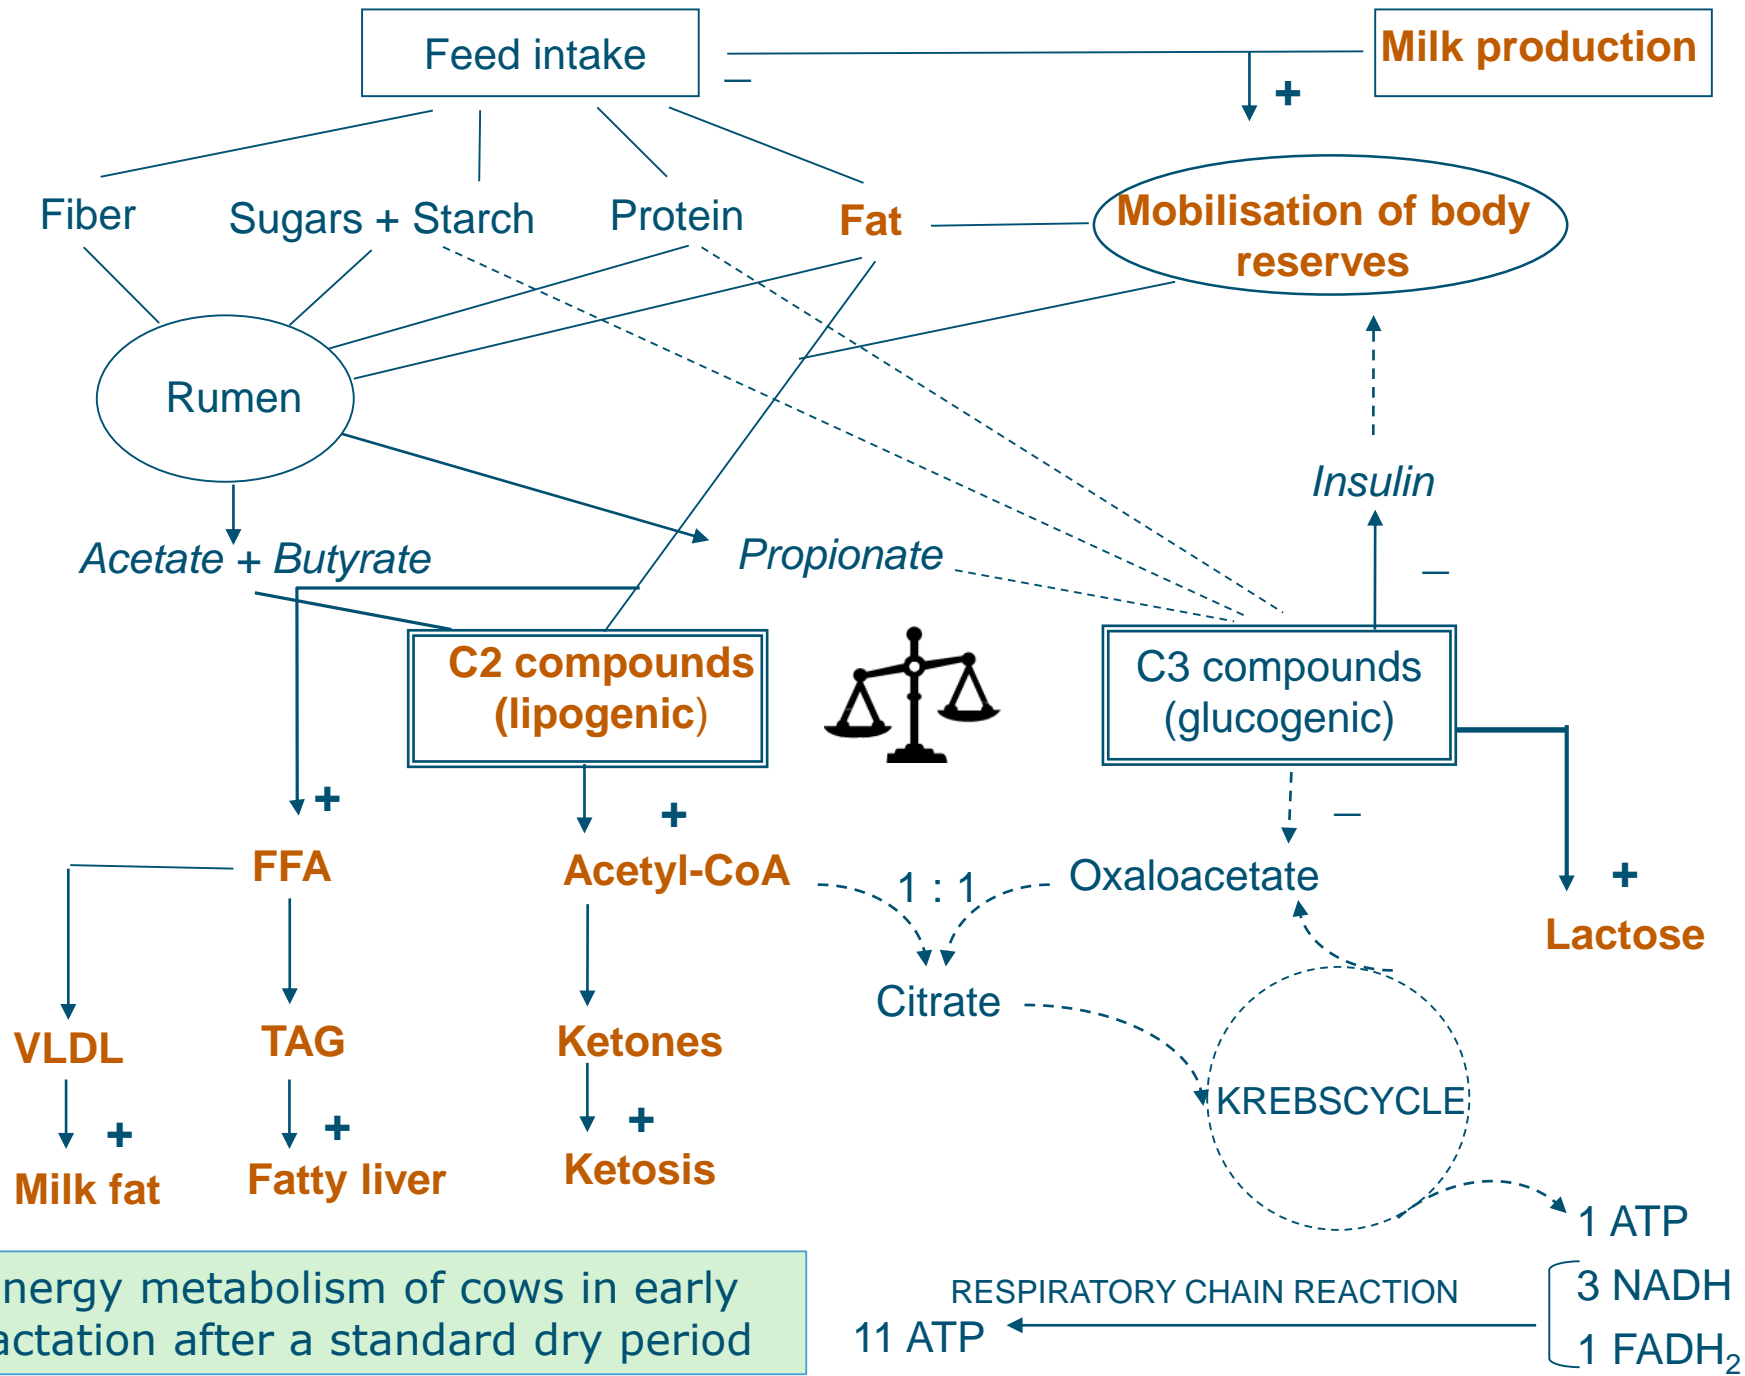 Feed intake
Milk production
–
+
Fiber
Sugars + Starch
Protein
Fat
Mobilisation of body
reserves
Rumen
Insulin
Acetate + Butyrate
Propionate
–
C2 compounds
(lipogenic)
C3 compounds
(glucogenic)
+
+
–
+
FFA
Acetyl-CoA
1 : 1
Oxaloacetate
Lactose
Citrate
VLDL
TAG
Ketones
KREBSCYCLE
+
+
+
Milk fat
Fatty liver
Ketosis
1 ATP
nergy metabolism of cows in early
actation after a standard dry period
RESPIRATORY CHAIN REACTION
11 ATP
3 NADH
1 FADH₂